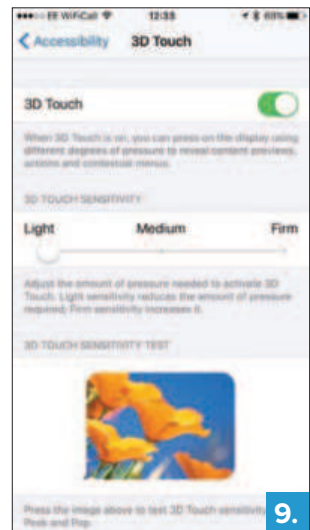 EE WiFiCall 12:33 69%
Accessibility 3D Touch
3D Touch
When 3D Touch is on, you can press on the display using
different degrees of pressure to reveal content previews,
actions and contextual menus.
3D TOUCH SENSITIVITY
Light Medium Firm
Adjust the amount of pressure needed to activate 3D
Touch. Light sensitivity reduces the amount of pressure
required; Firm sensitivity increases it.
3D TOUCH SENSITIVITY TEST
Press the image above to test 3D Touch sensitivity
Peek and Pop.
9.